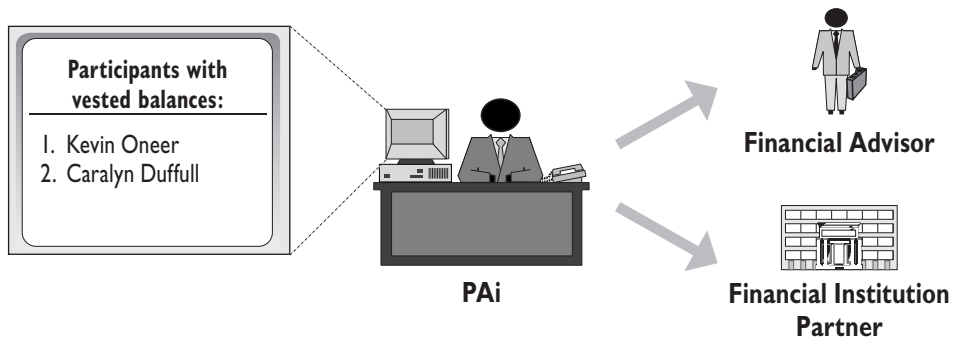 Participants with
vested balances:
1. Kevin Oneer
2. Caralyn Duffull
PAi
Financial Advisor
Financial Institution
Partner